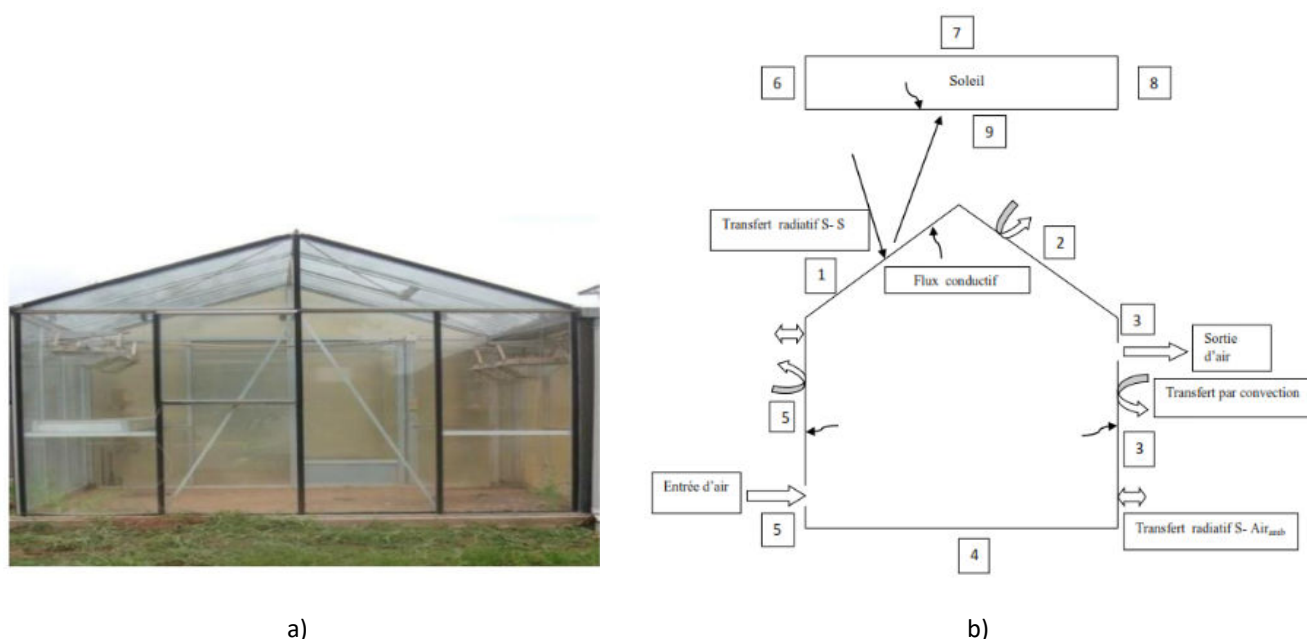 7
6
Soleil
8
9
Transfert radiatif S- S
1
2
Flux conductif
3
Sortie
d'air
Transfert par convection
5
3
Entrée d'air
5
4
Transfert radiatif S- Air_amb
a)
b)